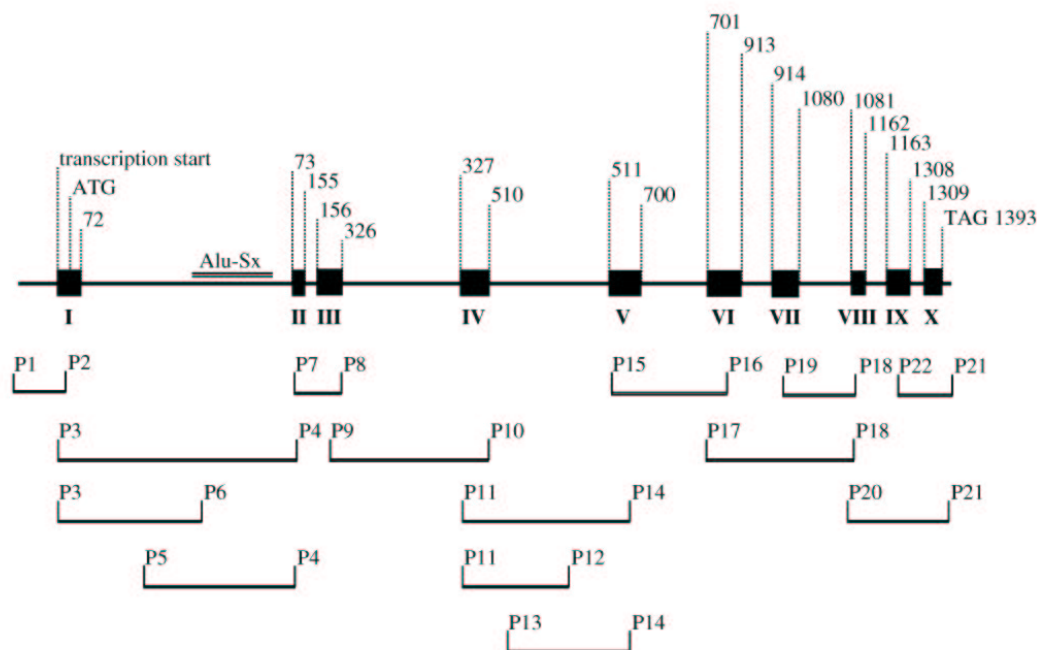 701
913
914
1080
1081
1162
1163
1308
1309
TAG 1393
transcription start
ATG
72
73
155
156
326
327
510
511
700
Alu-Sx
I II III IV V VI VII VIII IX X
P1 P2 P7 P8 P15 P16 P19 P18 P22 P21
P3 P4 P9 P10 P17 P18
P3 P6 P11 P14 P20 P21
P5 P4 P11 P12
P13 P14